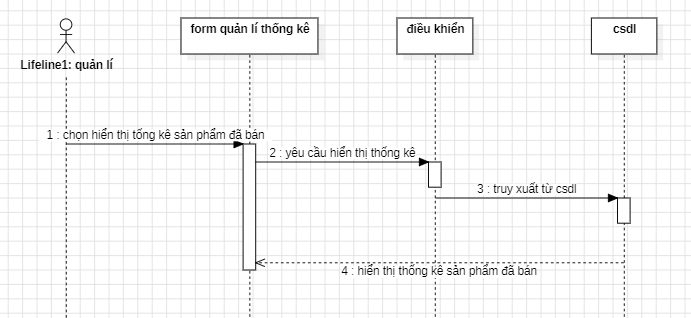 form quản lí thống kê
điều khiển
csdl
Lifeline1: quản lí
1 : chọn hiển thị tống kê sản phẩm đã bán
2 : yêu cầu hiển thị thống kê
3 : truy xuất từ csdl
4 : hiển thị thống kê sản phẩm đã bán